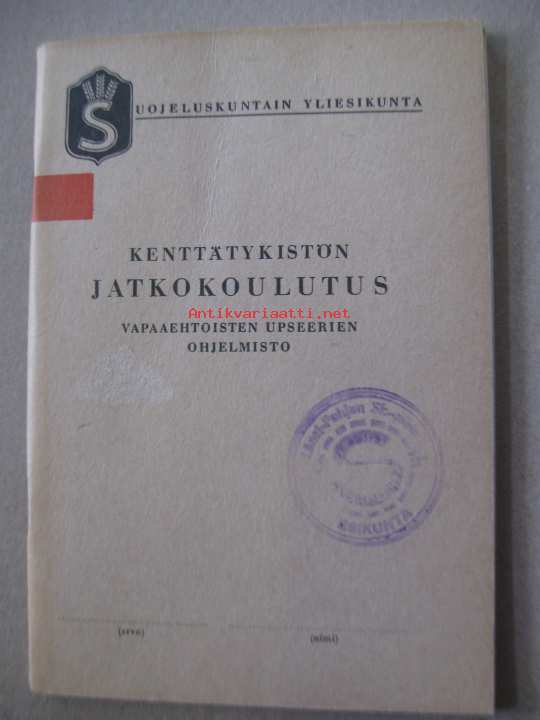 SUOJELUSKUNTAIN YLIESIKUNTA
KENTTÄTYKISTÖN
JATKOKOULUTUS
Antikvariaatti.net
VAPAAEHTOISTEN UPSEERIEN
OHJELMISTO
ESIKUNTA
(arvo) (nimi)